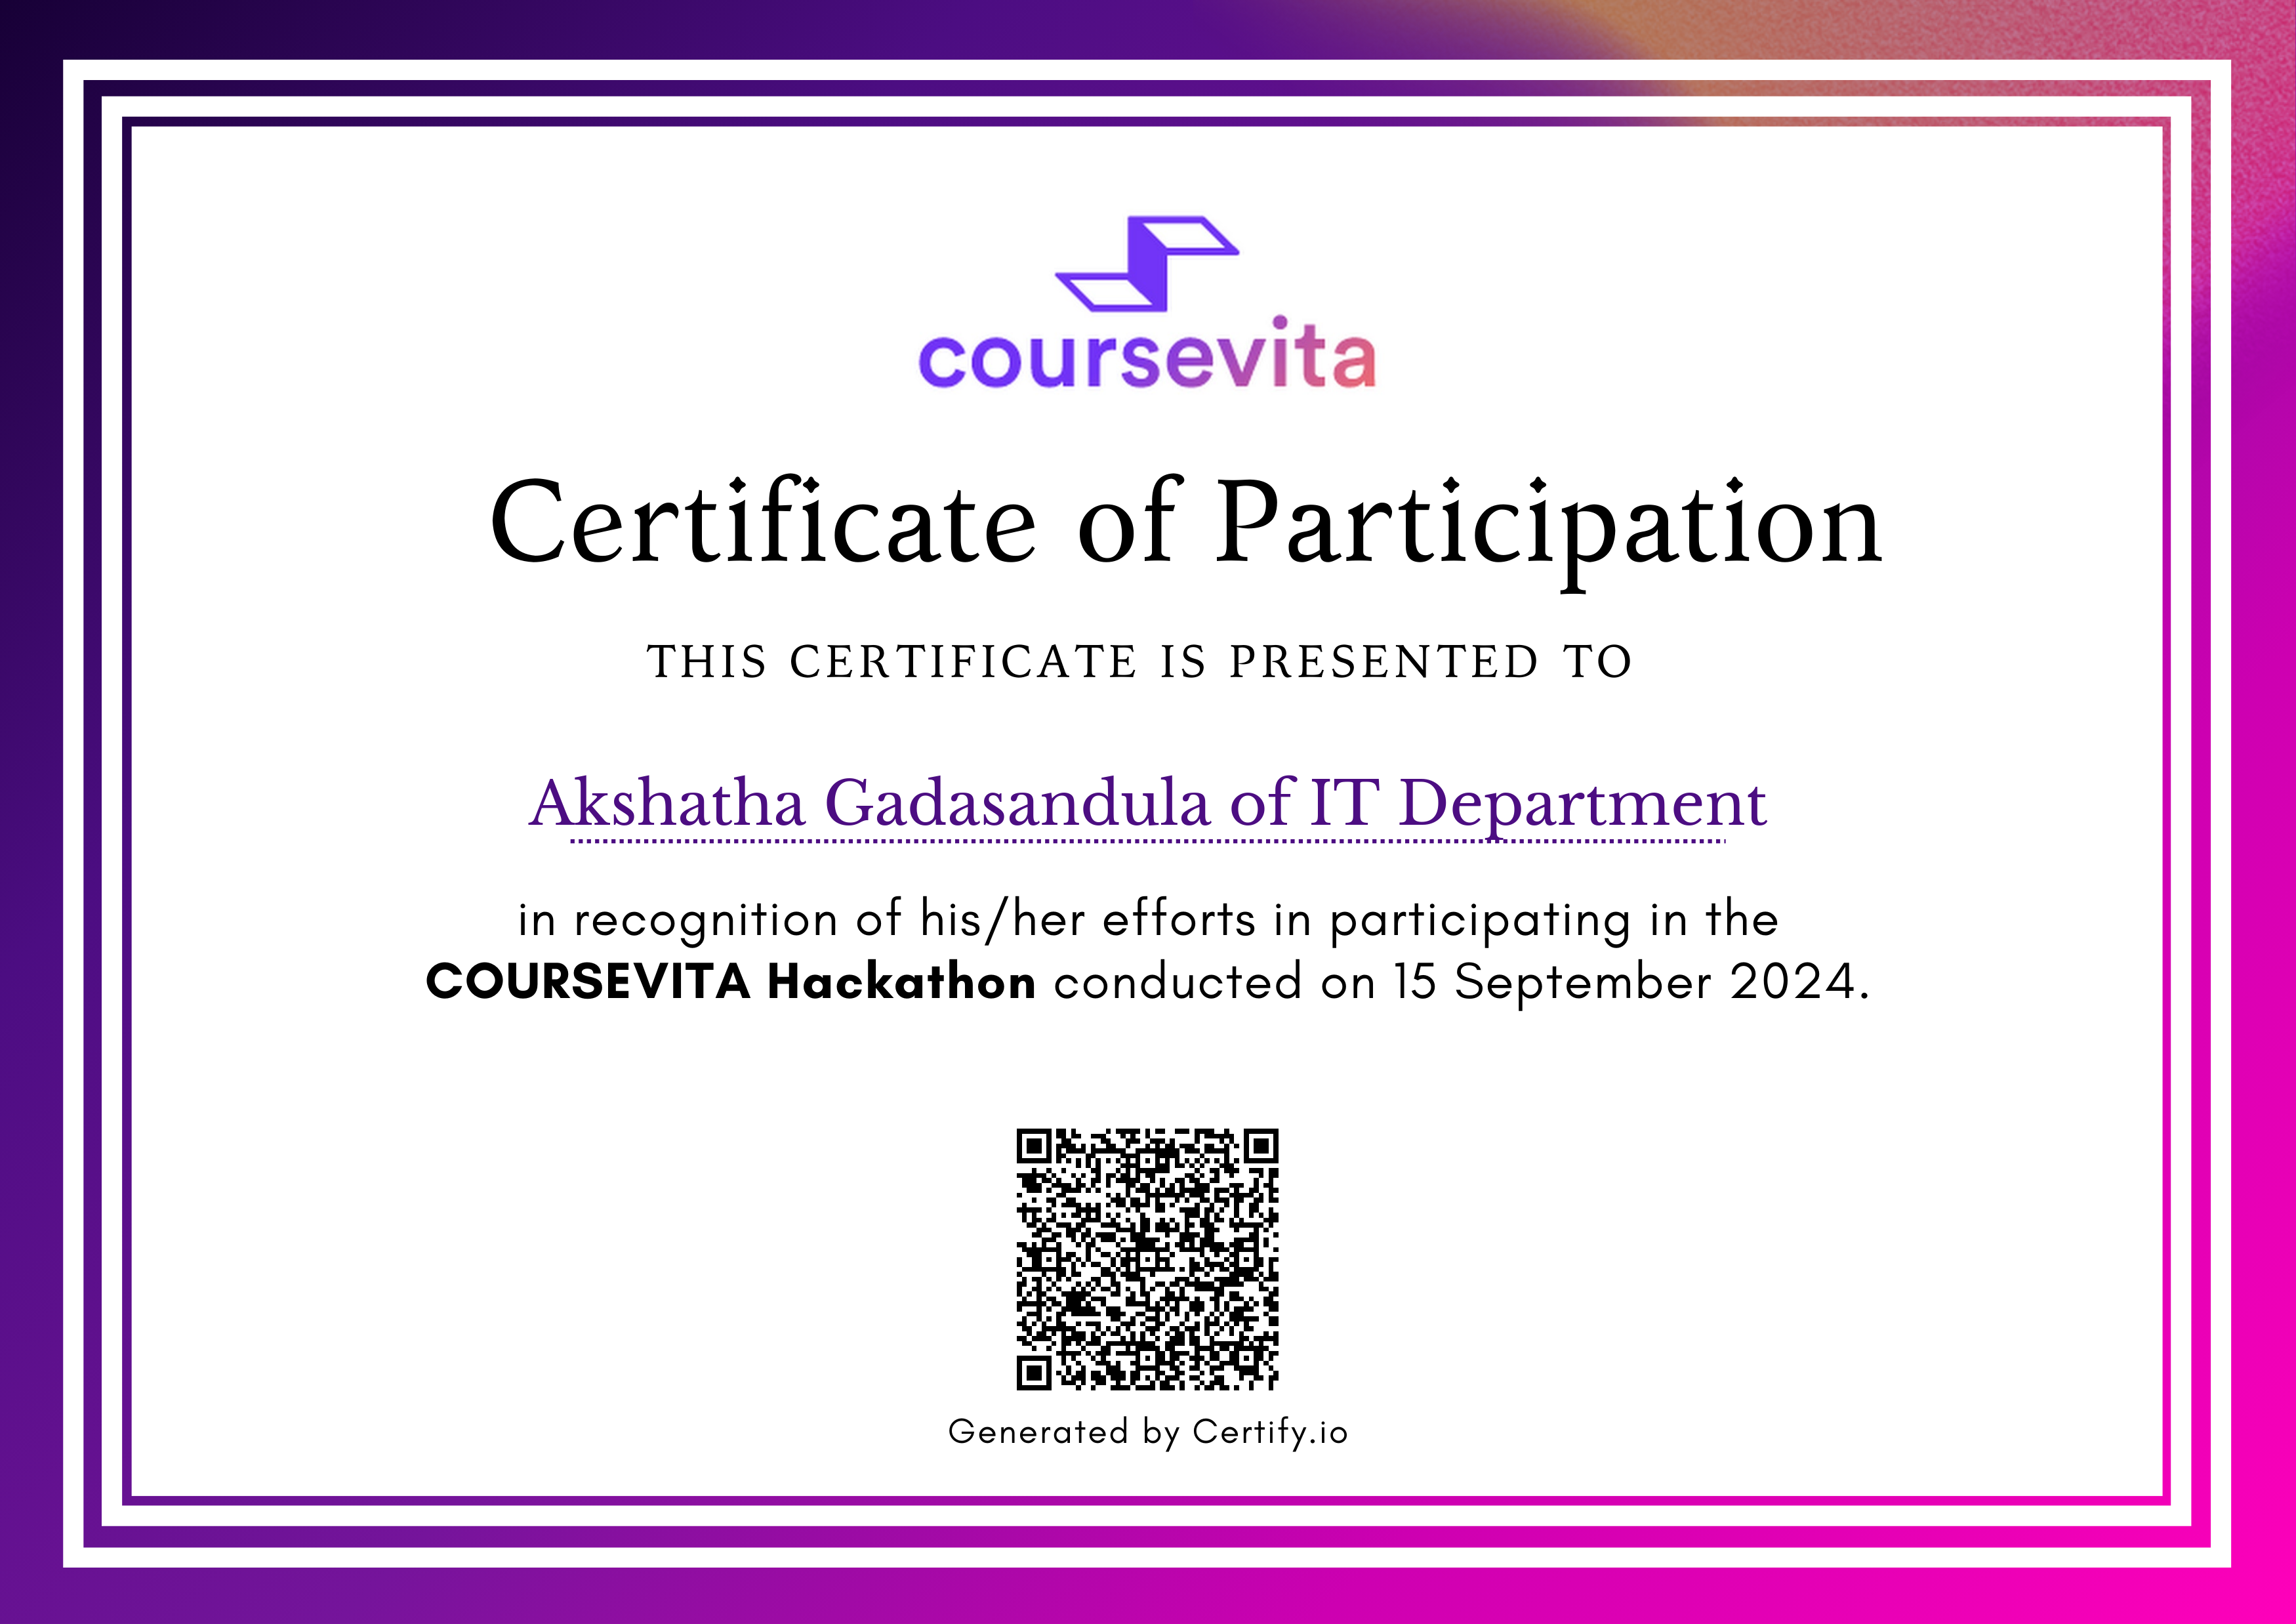 coursevita
Certificate of Participation
THIS CERTIFICATE IS PRESENTED TO
Akshatha Gadasandula of IT Department
in recognition of his/her efforts in participating in the
COURSEVITA Hackathon conducted on 15 September 2024.
Generated by Certify.io